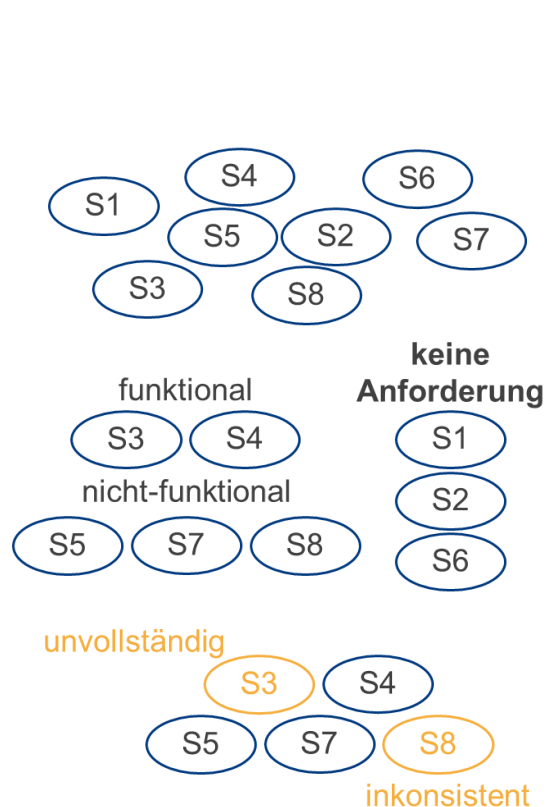 S4
S6
S1
S5
S2
S7
S3
S8
keine
Anforderung
funktional
S3
S4
S1
nicht-funktional
S2
S5
S7
S8
S6
unvollständig
S3
S4
S5
S7
S8
inkonsistent